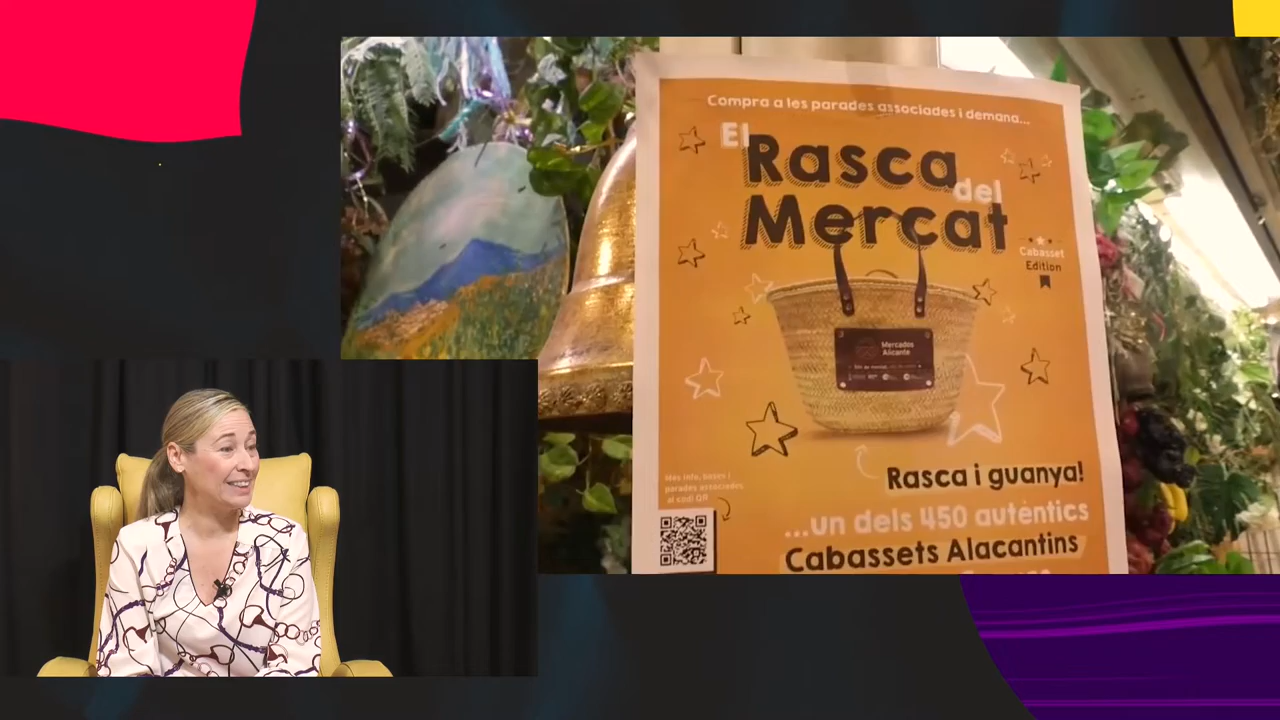 Compra a les parades associades i demana...
El
Rasca
del
Mercat
Cabasset
Edition
Mercados
Alicante
Més info, bases i
parades associades
al codi QR
Rasca i guanya!
...un dels 450 autèntics
Cabassets Alacantins